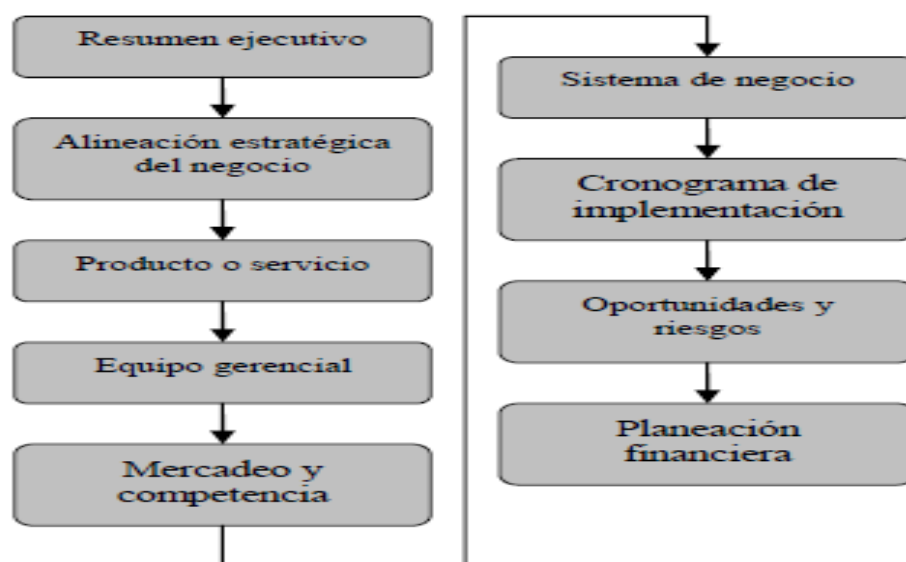 Resumen ejecutivo
Alineación estratégica
del negocio
Producto o servicio
Equipo gerencial
Mercadeo y
competencia
Sistema de negocio
Cronograma de
implementación
Oportunidades y
riesgos
Planeación
financiera